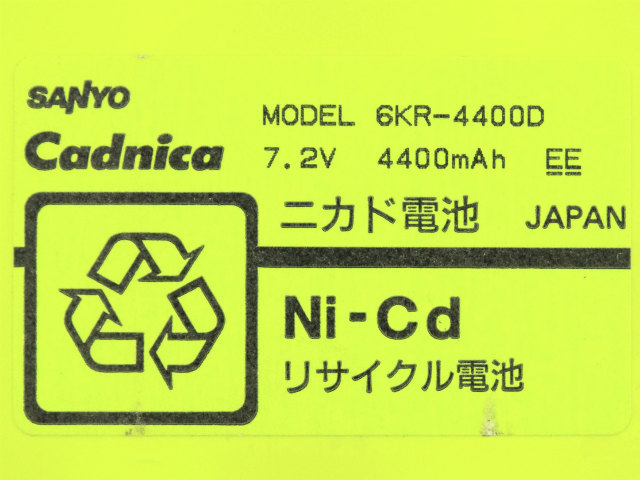 SANYO
Cadnica
MODEL 6KR-4400D
7.2V 4400mAh EE
ニカド電池 JAPAN
Ni-Cd
リサイクル電池